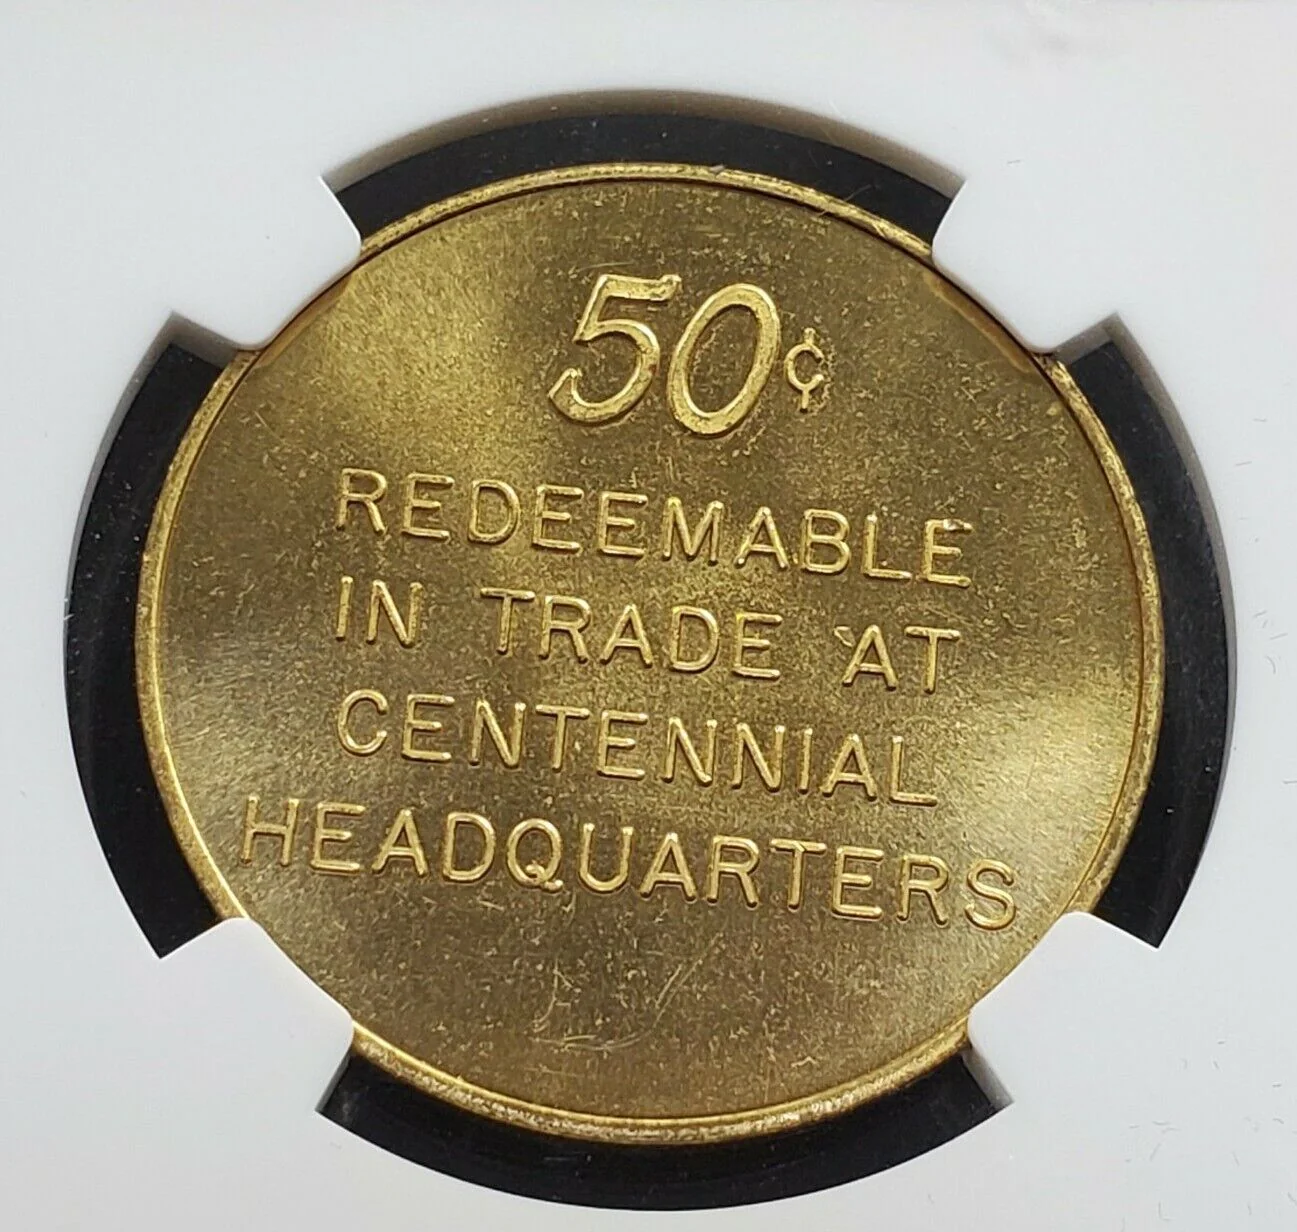 50¢
REDEEMABLE
IN TRADE AT
CENTENNIAL
HEADQUARTERS